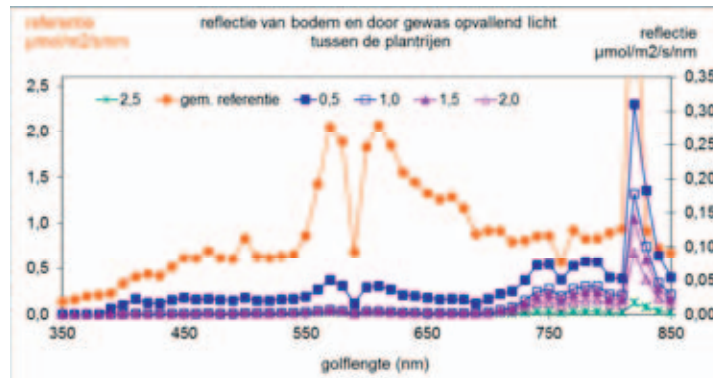 referentie
µmol/m2/s/nm
reflectie van bodem en door gewas opvallend licht
tussen de plantrijen
reflectie
µmol/m2/s/nm
2,5 gem. referentie 0,5 1,0 1,5 2,0
2,5
2,0
1,5
1,0
0,5
0,0
0,35
0,30
0,25
0,20
0,15
0,10
0,05
0,00
350 450 550 650 750 850
golflengte (nm)